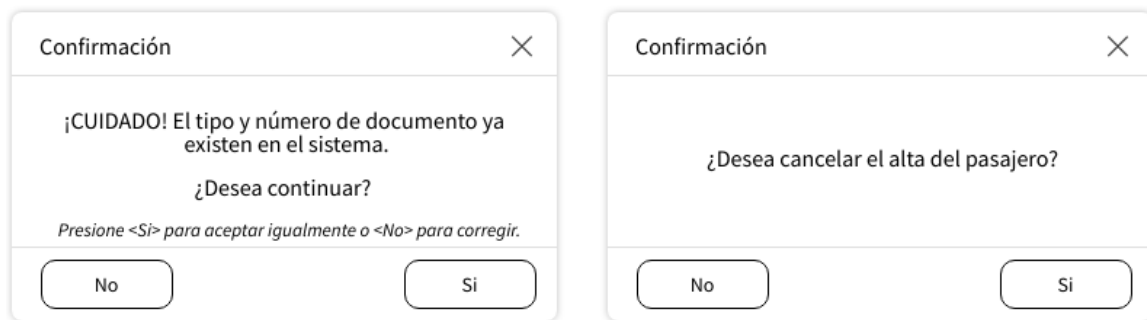 Confirmación
¡CUIDADO! El tipo y número de documento ya
existen en el sistema.
¿Desea continuar?
Presione <Si> para aceptar igualmente o <No> para corregir.
No
Si
Confirmación
¿Desea cancelar el alta del pasajero?
No
Si